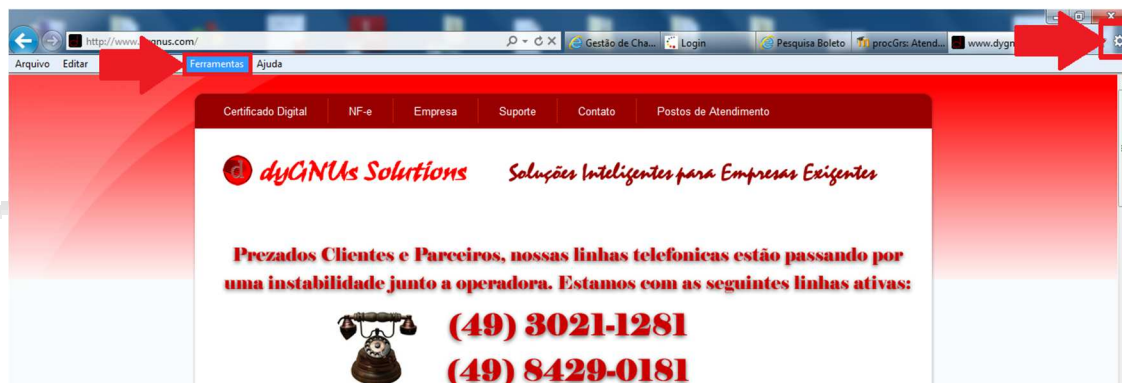 http://www.dygnus.com/
Gestão de Cha...
Login
Pesquisa Boleto
procGrs: Atend...
www.dygn
Arquivo Editar
Ferramentas Ajuda
Certificado Digital NF-e Empresa Suporte Contato Postos de Atendimento
d dyGNUs Solutions Soluções Inteligentes para Empresas Exigentes
Prezados Clientes e Parceiros, nossas linhas telefonicas estão passando por
uma instabilidade junto a operadora. Estamos com as seguintes linhas ativas:
(49) 3021-1281
(49) 8429-0181